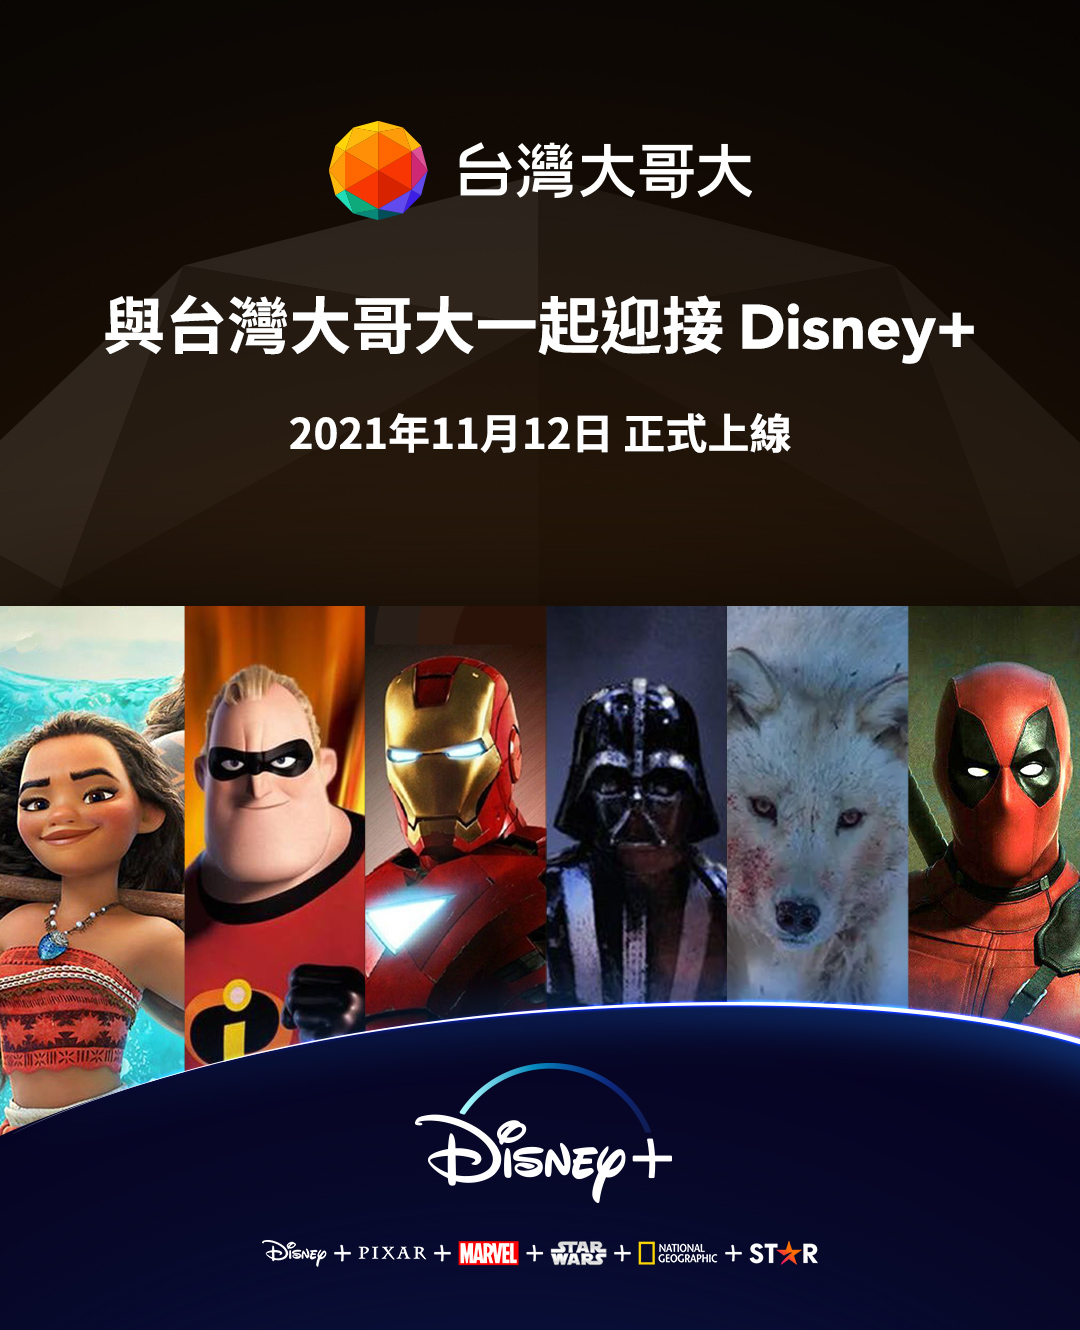 台灣大哥大
與台灣大哥大一起迎接 Disney+
2021年11月12日 正式上線
i
Disney+
Disney + PIXAR + MARVEL + STAR WARS + NATIONAL GEOGRAPHIC + STAR